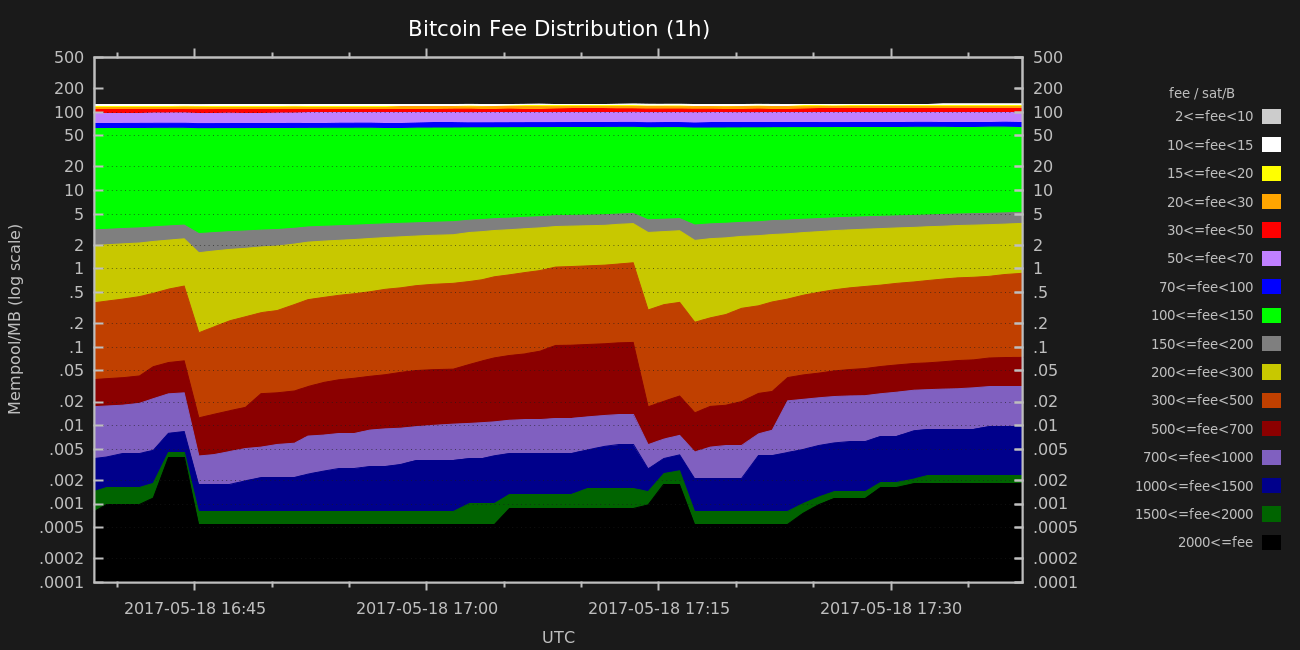 Bitcoin Fee Distribution (1h)
500 500
200 200
100 100
50 50
20 20
10 10
5 5
2 2
1 1
.5 .5
.2 .2
.1 .1
.05 .05
.02 .02
.01 .01
.005 .005
.002 .002
.001 .001
.0005 .0005
.0002 .0002
.0001 .0001
Mempool/MB (log scale)
2017-05-18 16:45 2017-05-18 17:00 2017-05-18 17:15 2017-05-18 17:30
UTC
fee / sat/B
2<=fee<10
10<=fee<15
15<=fee<20
20<=fee<30
30<=fee<50
50<=fee<70
70<=fee<100
100<=fee<150
150<=fee<200
200<=fee<300
300<=fee<500
500<=fee<700
700<=fee<1000
1000<=fee<1500
1500<=fee<2000
2000<=fee